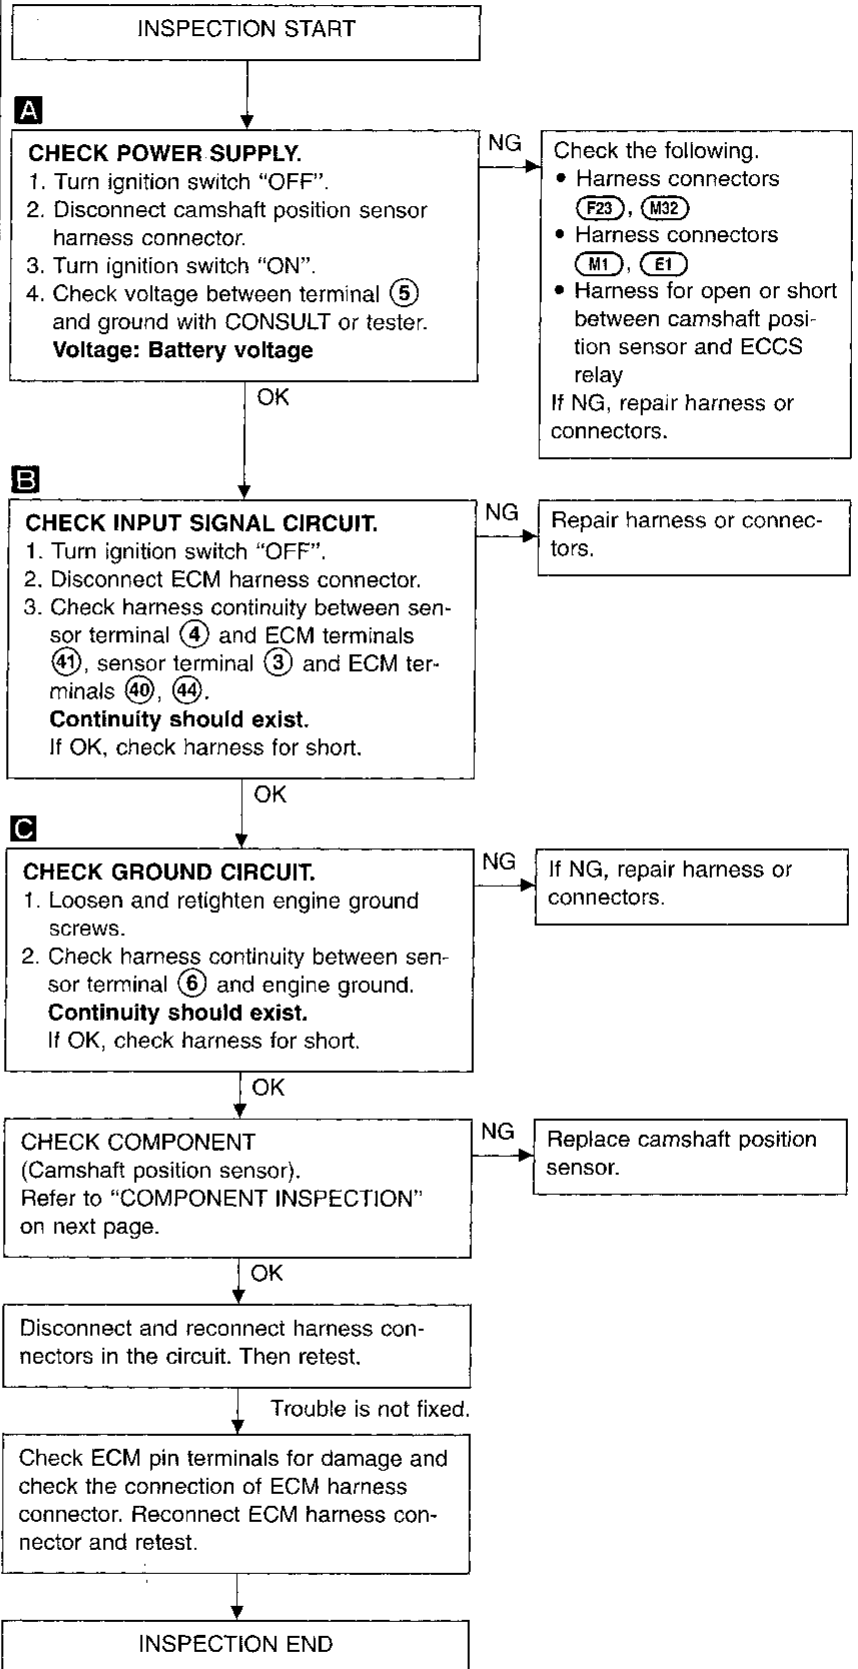 INSPECTION START
A
CHECK POWER SUPPLY.
1. Turn ignition switch “OFF”.
2. Disconnect camshaft position sensor
harness connector.
3. Turn ignition switch “ON”.
4. Check voltage between terminal ⑤
and ground with CONSULT or tester.
Voltage: Battery voltage
NG
Check the following.
• Harness connectors
F23, M32
• Harness connectors
M1, E1
• Harness for open or short
between camshaft posi-
tion sensor and ECCS
relay
If NG, repair harness or
connectors.
OK
B
CHECK INPUT SIGNAL CIRCUIT.
1. Turn ignition switch “OFF”.
2. Disconnect ECM harness connector.
3. Check harness continuity between sen-
sor terminal ④ and ECM terminals
㊶, sensor terminal ③ and ECM ter-
minals ㊵, ㊹.
Continuity should exist.
If OK, check harness for short.
NG
Repair harness or connec-
tors.
OK
C
CHECK GROUND CIRCUIT.
1. Loosen and retighten engine ground
screws.
2. Check harness continuity between sen-
sor terminal ⑥ and engine ground.
Continuity should exist.
If OK, check harness for short.
NG
If NG, repair harness or
connectors.
OK
CHECK COMPONENT
(Camshaft position sensor).
Refer to “COMPONENT INSPECTION”
on next page.
NG
Replace camshaft position
sensor.
OK
Disconnect and reconnect harness con-
nectors in the circuit. Then retest.
Trouble is not fixed.
Check ECM pin terminals for damage and
check the connection of ECM harness
connector. Reconnect ECM harness con-
nector and retest.
INSPECTION END